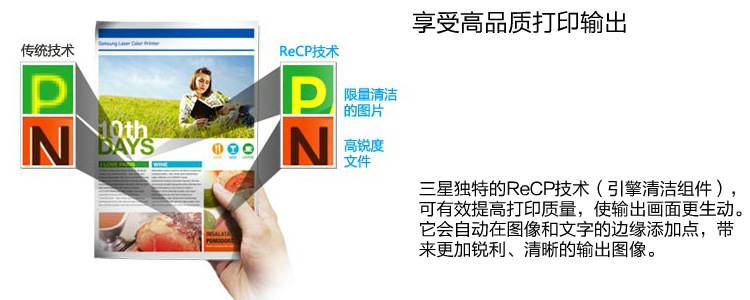 享受高品质打印输出
传统技术
ReCP技术
Samsung Laser Color Printer
P
N
P
N
限量清洁
的图片
高锐度
文件
10th
DAYS
I LOVE PARIS
WINE
INSALATA
POMODORE
三星独特的ReCP技术（引擎清洁组件），
可有效提高打印质量，使输出画面更生动。
它会自动在图像和文字的边缘添加点，带
来更加锐利、清晰的输出图像。